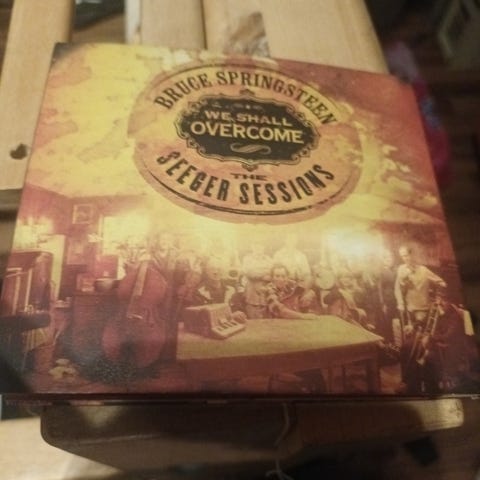 BRUCE SPRINGSTEEN
WE SHALL
OVERCOME
THE
SEEGER SESSIONS